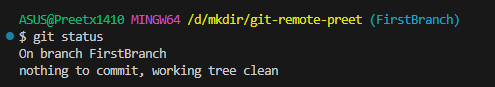 ASUS@Preetx1410 MINGW64 /d/mkdir/git-remote-preet (FirstBranch)
$ git status
On branch FirstBranch
nothing to commit, working tree clean